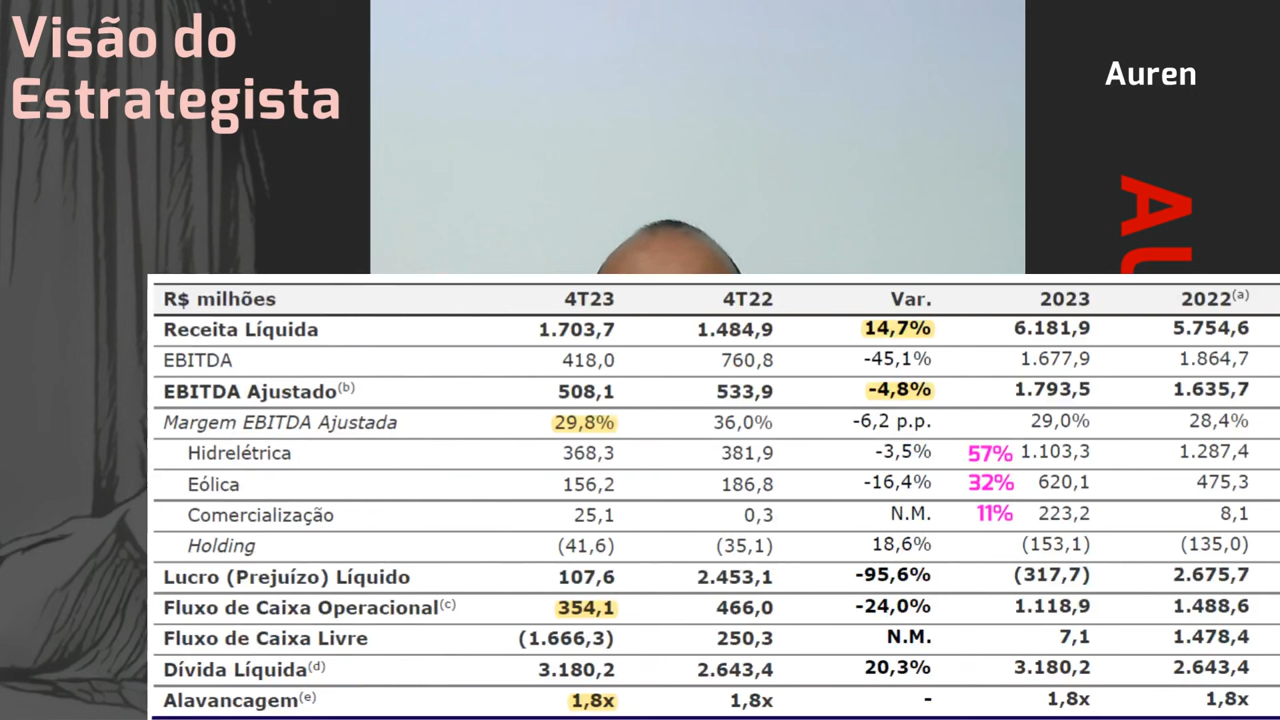 Visão do
Estrategista
Auren
AU
R$ milhões 4T23 4T22 Var. 2023 2022(a)
Receita Líquida 1.703,7 1.484,9 14,7% 6.181,9 5.754,6
EBITDA 418,0 760,8 -45,1% 1.677,9 1.864,7
EBITDA Ajustado(b) 508,1 533,9 -4,8% 1.793,5 1.635,7
Margem EBITDA Ajustada 29,8% 36,0% -6,2 p.p. 29,0% 28,4%
Hidrelétrica 368,3 381,9 -3,5% 57% 1.103,3 1.287,4
Eólica 156,2 186,8 -16,4% 32% 620,1 475,3
Comercialização 25,1 0,3 N.M. 11% 223,2 8,1
Holding (41,6) (35,1) 18,6% (153,1) (135,0)
Lucro (Prejuízo) Líquido 107,6 2.453,1 -95,6% (317,7) 2.675,7
Fluxo de Caixa Operacional(c) 354,1 466,0 -24,0% 1.118,9 1.488,6
Fluxo de Caixa Livre (1.666,3) 250,3 N.M. 7,1 1.478,4
Dívida Líquida(d) 3.180,2 2.643,4 20,3% 3.180,2 2.643,4
Alavancagem(e) 1,8x 1,8x - 1,8x 1,8x